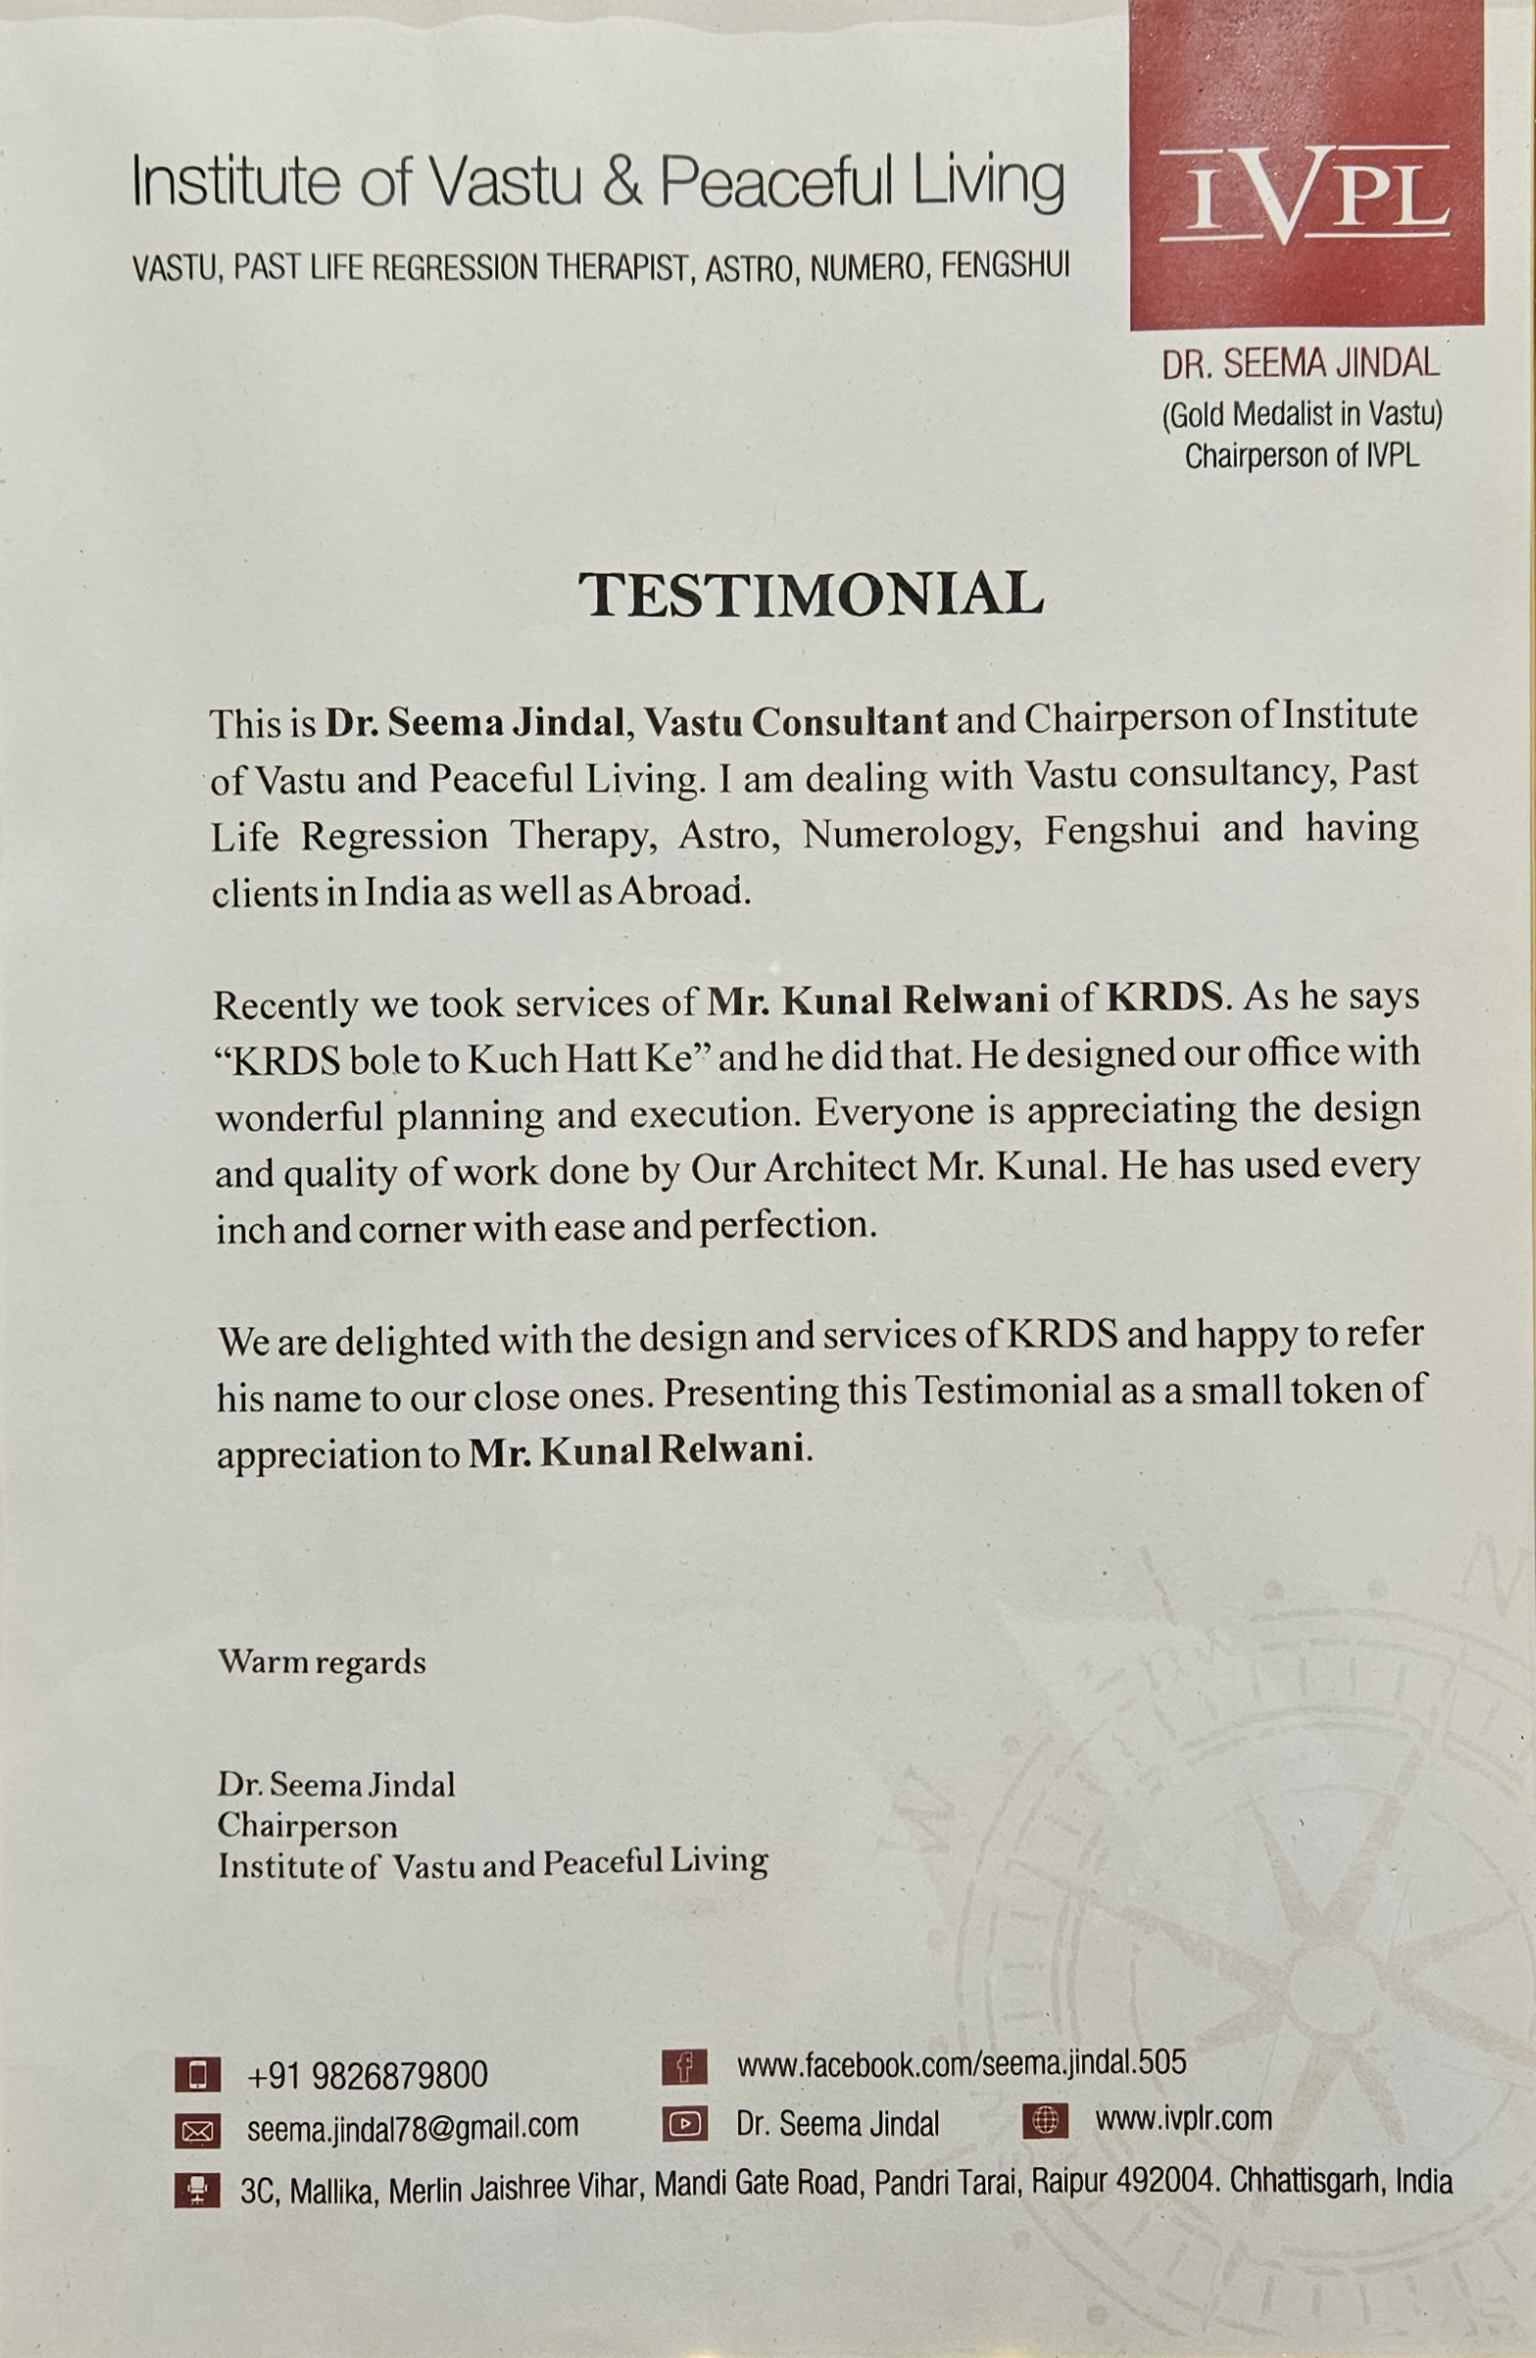 Institute of Vastu & Peaceful Living
VASTU, PAST LIFE REGRESSION THERAPIST, ASTRO, NUMERO, FENGSHUI
IVPL
DR. SEEMA JINDAL
(Gold Medalist in Vastu)
Chairperson of IVPL
TESTIMONIAL
This is Dr. Seema Jindal, Vastu Consultant and Chairperson of Institute
of Vastu and Peaceful Living. I am dealing with Vastu consultancy, Past
Life Regression Therapy, Astro, Numerology, Fengshui and having
clients in India as well as Abroad.
Recently we took services of Mr. Kunal Relwani of KRDS. As he says
“KRDS bole to Kuch Hatt Ke” and he did that. He designed our office with
wonderful planning and execution. Everyone is appreciating the design
and quality of work done by Our Architect Mr. Kunal. He has used every
inch and corner with ease and perfection.
We are delighted with the design and services of KRDS and happy to refer
his name to our close ones. Presenting this Testimonial as a small token of
appreciation to Mr. Kunal Relwani.
Warm regards
Dr. Seema Jindal
Chairperson
Institute of Vastu and Peaceful Living
+91 9826879800 www.facebook.com/seema.jindal.505
seema.jindal78@gmail.com Dr. Seema Jindal www.ivplr.com
3C, Mallika, Merlin Jaishree Vihar, Mandi Gate Road, Pandri Tarai, Raipur 492004. Chhattisgarh, India